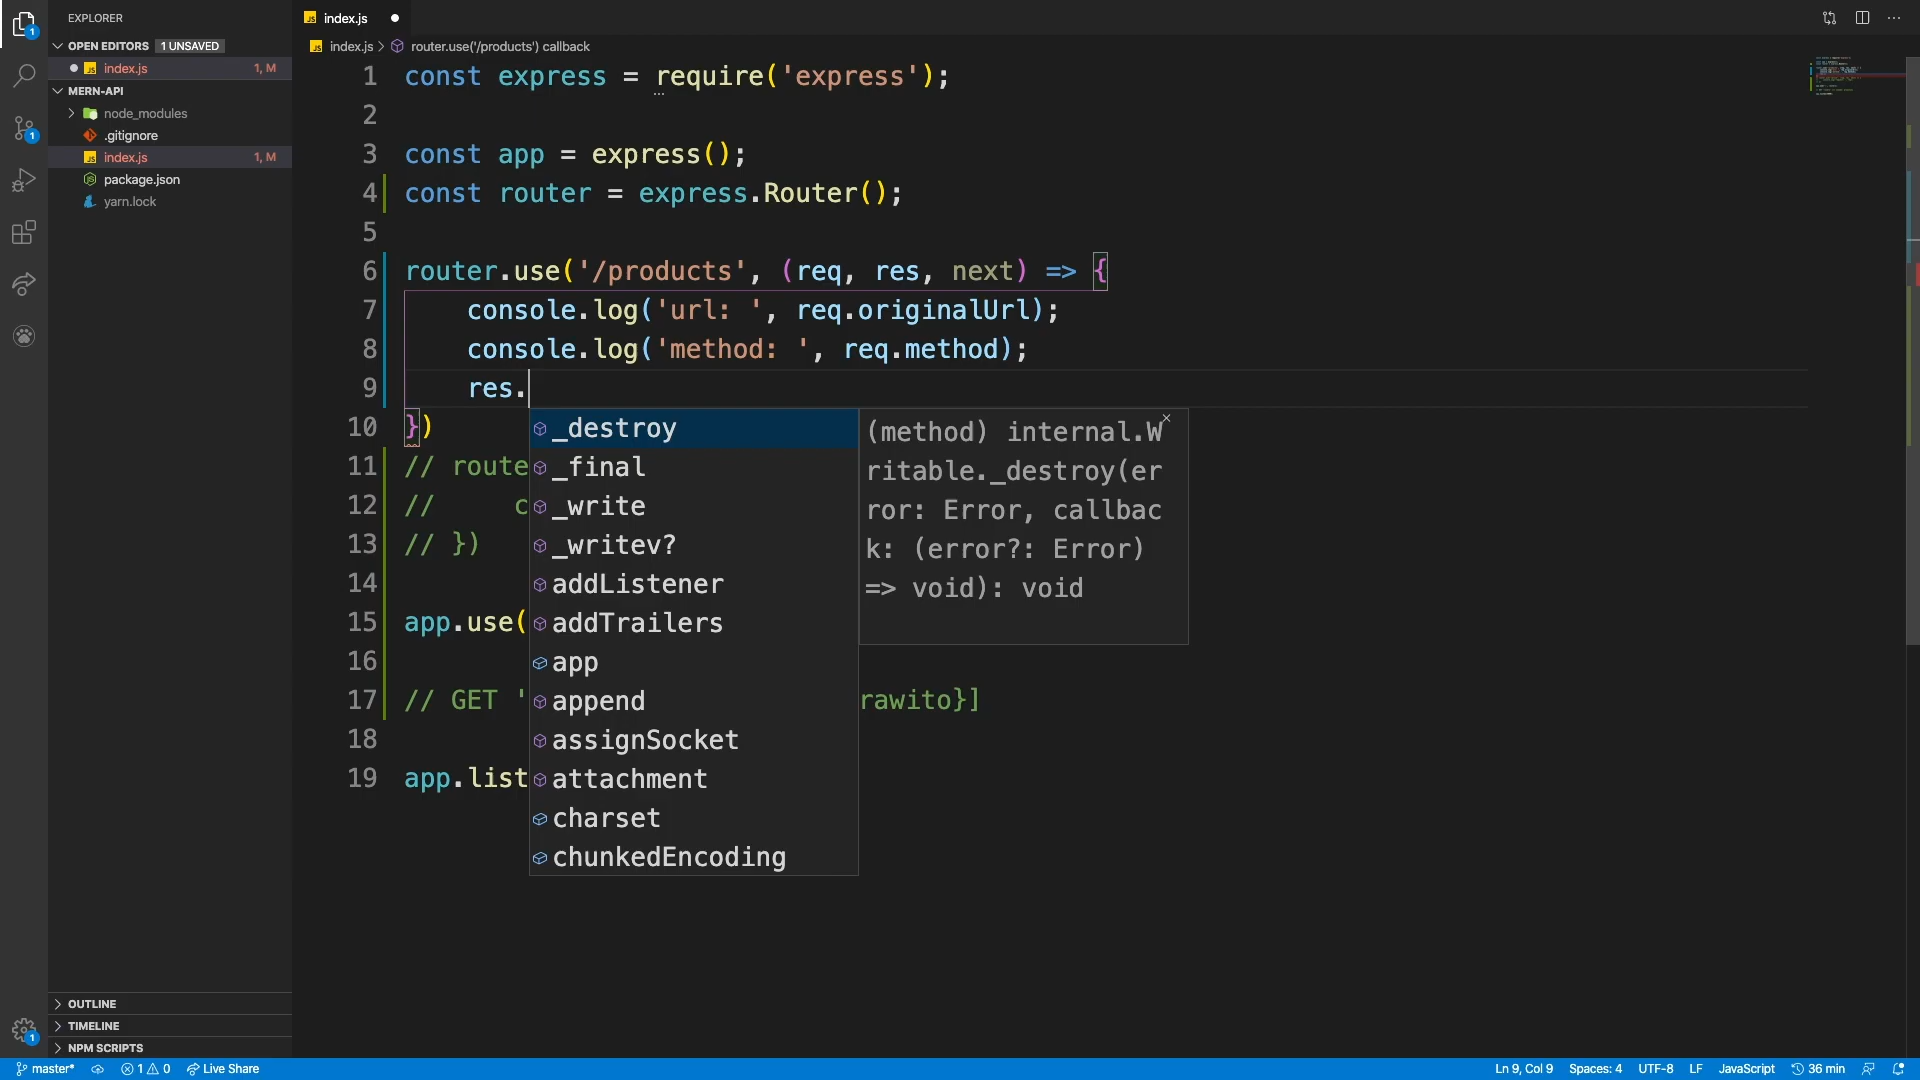 EXPLORER
OPEN EDITORS 1 UNSAVED
index.js 1, M
MERN-API
node_modules
.gitignore
index.js 1, M
package.json
yarn.lock
OUTLINE
TIMELINE
NPM SCRIPTS
index.js
index.js > router.use('/products') callback
1 const express = require('express');
2
3 const app = express();
4 const router = express.Router();
5
6 router.use('/products', (req, res, next) => {
7 console.log('url: ', req.originalUrl);
8 console.log('method: ', req.method);
9 res.
10 })
11 // route
12 // c
13 // })
14
15 app.use(
16
17 // GET ' rawito}]
18
19 app.list
_destroy
_final
_write
_writev?
addListener
addTrailers
app
append
assignSocket
attachment
charset
chunkedEncoding
(method) internal.W
ritable._destroy(er
ror: Error, callbac
k: (error?: Error)
=> void): void
master* 1 0 Live Share Ln 9, Col 9 Spaces: 4 UTF-8 LF JavaScript 36 min